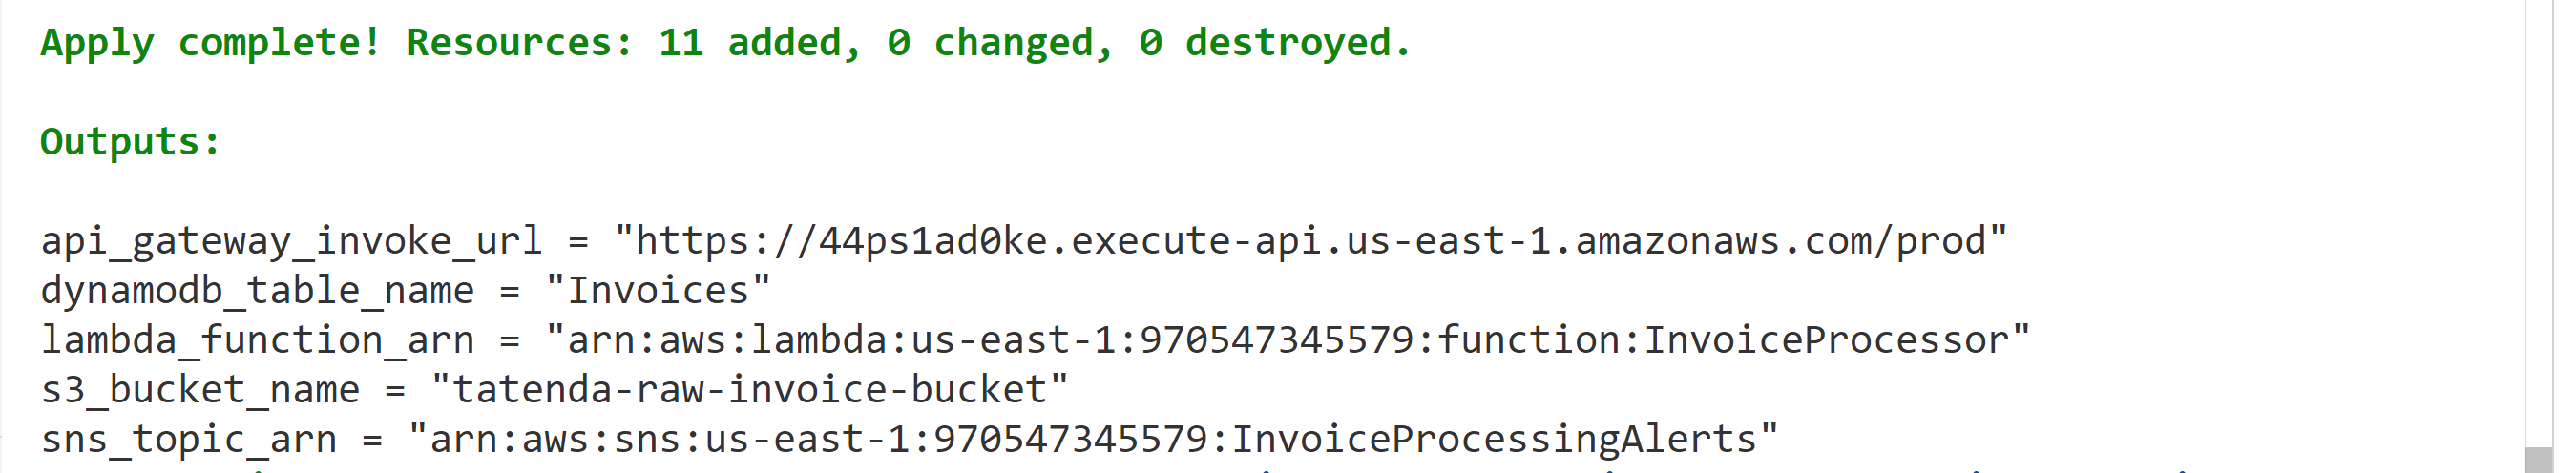 Apply complete! Resources: 11 added, 0 changed, 0 destroyed.
Outputs:
api_gateway_invoke_url = "https://44ps1ad0ke.execute-api.us-east-1.amazonaws.com/prod"
dynamodb_table_name = "Invoices"
lambda_function_arn = "arn:aws:lambda:us-east-1:970547345579:function:InvoiceProcessor"
s3_bucket_name = "tatenda-raw-invoice-bucket"
sns_topic_arn = "arn:aws:sns:us-east-1:970547345579:InvoiceProcessingAlerts"